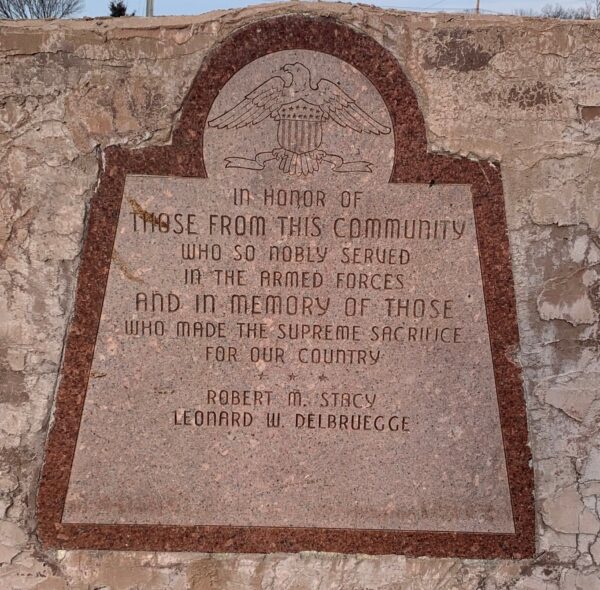 IN HONOR OF
THOSE FROM THIS COMMUNITY
WHO SO NOBLY SERVED
IN THE ARMED FORCES
AND IN MEMORY OF THOSE
WHO MADE THE SUPREME SACRIFICE
FOR OUR COUNTRY
ROBERT M. STACY
LEONARD W. DELBRUEGGE